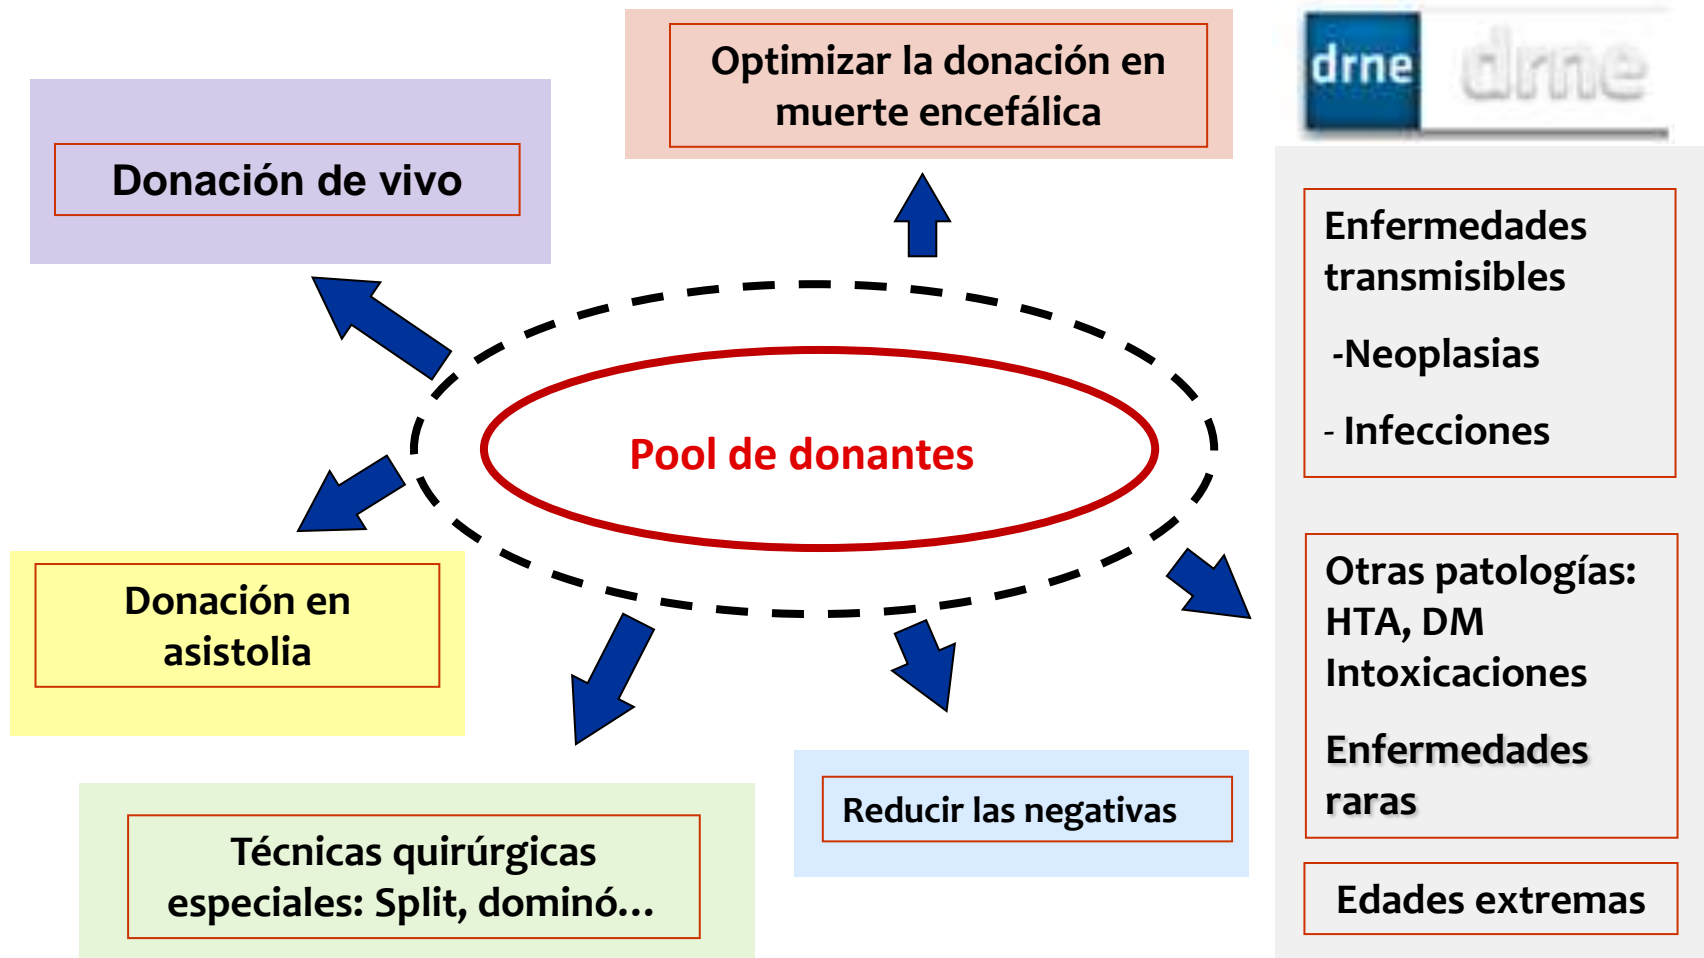 Optimizar la donación en
muerte encefálica
drne drne
Donación de vivo
Enfermedades
transmisibles
-Neoplasias
- Infecciones
Pool de donantes
Donación en
asistolia
Otras patologías:
HTA, DM
Intoxicaciones
Enfermedades
raras
Reducir las negativas
Técnicas quirúrgicas
especiales: Split, dominó...
Edades extremas